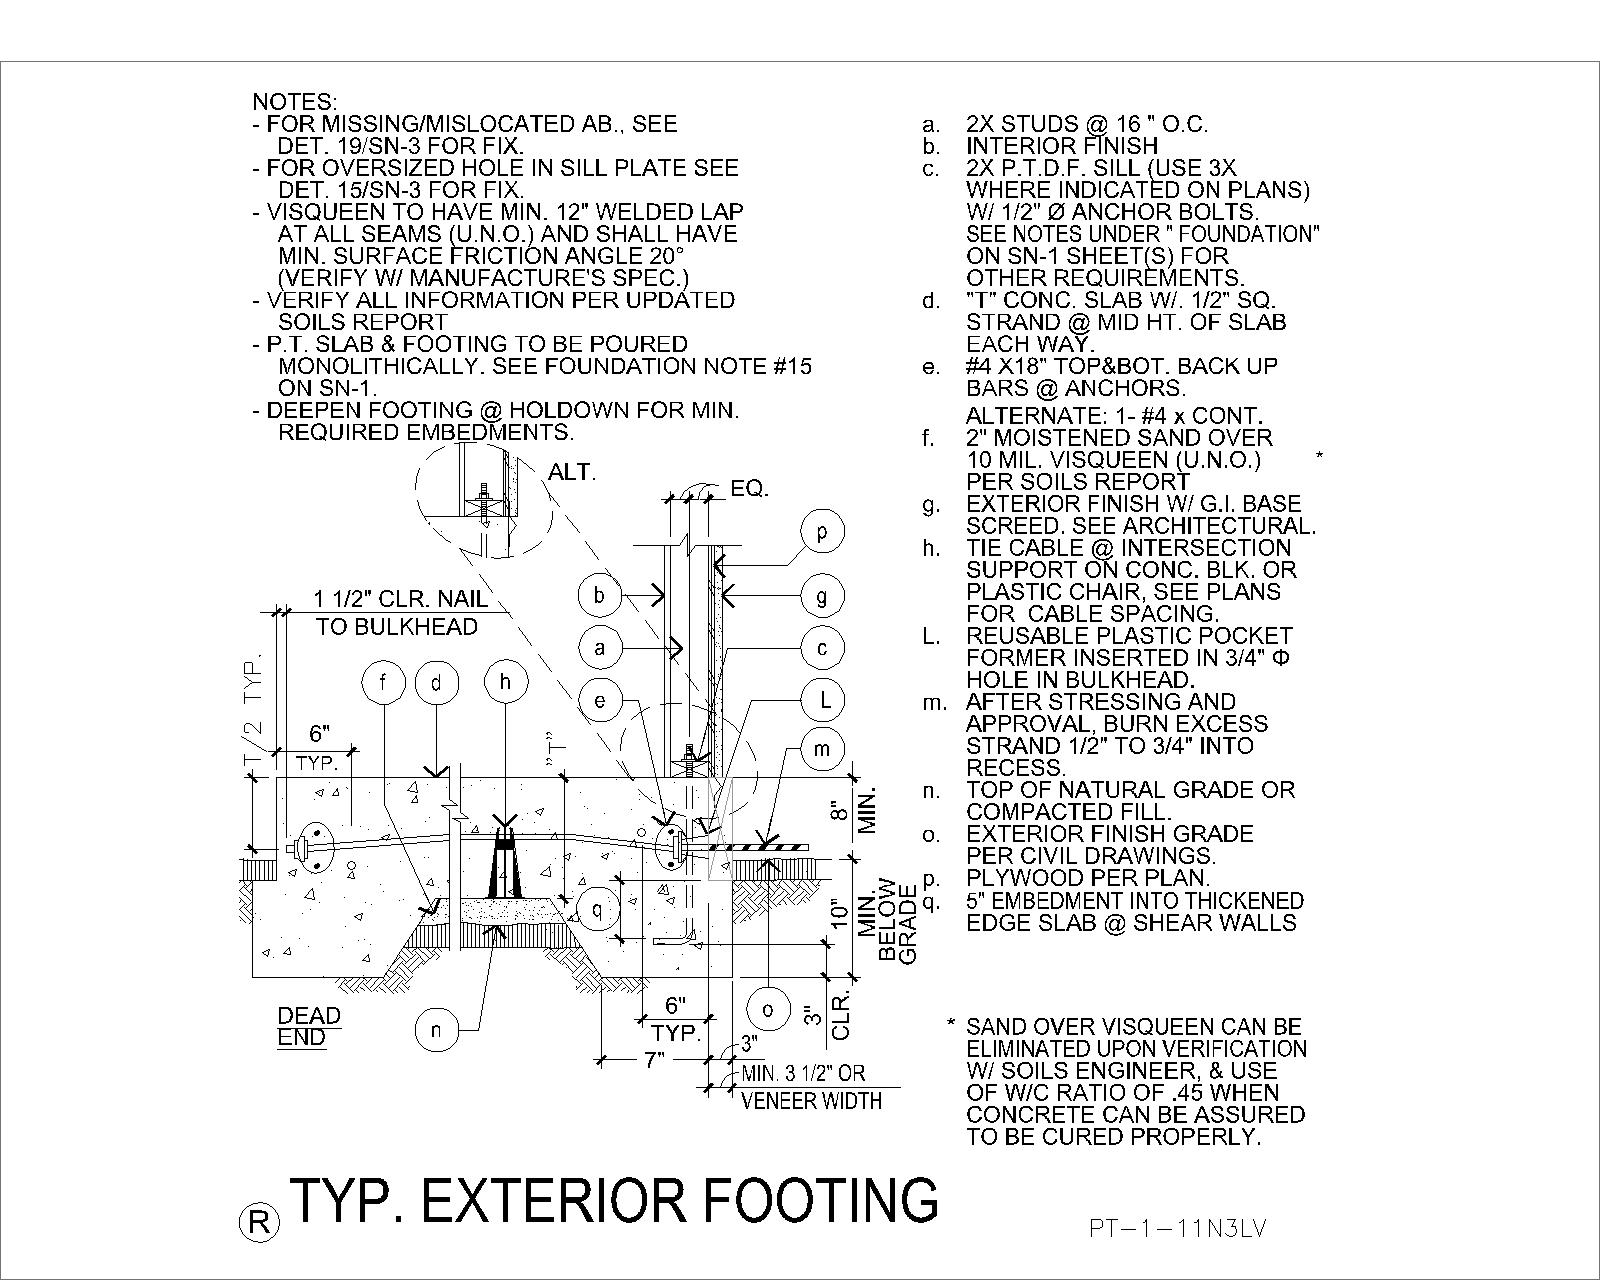 NOTES:
- FOR MISSING/MISLOCATED AB., SEE
DET. 19/SN-3 FOR FIX.
- FOR OVERSIZED HOLE IN SILL PLATE SEE
DET. 15/SN-3 FOR FIX.
- VISQUEEN TO HAVE MIN. 12" WELDED LAP
AT ALL SEAMS (U.N.O.) AND SHALL HAVE
MIN. SURFACE FRICTION ANGLE 20°
(VERIFY W/ MANUFACTURE'S SPEC.)
- VERIFY ALL INFORMATION PER UPDATED
SOILS REPORT
- P.T. SLAB & FOOTING TO BE POURED
MONOLITHICALLY. SEE FOUNDATION NOTE #15
ON SN-1.
- DEEPEN FOOTING @ HOLDOWN FOR MIN.
REQUIRED EMBEDMENTS.
ALT.
EQ.
p
b
g
1 1/2" CLR. NAIL
TO BULKHEAD
a
c
f
d
h
e
L
T/2 TYP.
6"
TYP.
"T"
m
8"
MIN.
q
10"
MIN.
BELOW
GRADE
DEAD
END
n
6"
TYP.
o
3"
CLR.
7"
3"
MIN. 3 1/2" OR
VENEER WIDTH
a. 2X STUDS @ 16 " O.C.
b. INTERIOR FINISH
c. 2X P.T.D.F. SILL (USE 3X
WHERE INDICATED ON PLANS)
W/ 1/2" Ø ANCHOR BOLTS.
SEE NOTES UNDER " FOUNDATION"
ON SN-1 SHEET(S) FOR
OTHER REQUIREMENTS.
d. "T" CONC. SLAB W/. 1/2" SQ.
STRAND @ MID HT. OF SLAB
EACH WAY.
e. #4 X18" TOP&BOT. BACK UP
BARS @ ANCHORS.
ALTERNATE: 1- #4 x CONT.
f. 2" MOISTENED SAND OVER
10 MIL. VISQUEEN (U.N.O.) *
PER SOILS REPORT
g. EXTERIOR FINISH W/ G.I. BASE
SCREED. SEE ARCHITECTURAL.
h. TIE CABLE @ INTERSECTION
SUPPORT ON CONC. BLK. OR
PLASTIC CHAIR, SEE PLANS
FOR CABLE SPACING.
L. REUSABLE PLASTIC POCKET
FORMER INSERTED IN 3/4" Φ
HOLE IN BULKHEAD.
m. AFTER STRESSING AND
APPROVAL, BURN EXCESS
STRAND 1/2" TO 3/4" INTO
RECESS.
n. TOP OF NATURAL GRADE OR
COMPACTED FILL.
o. EXTERIOR FINISH GRADE
PER CIVIL DRAWINGS.
p. PLYWOOD PER PLAN.
q. 5" EMBEDMENT INTO THICKENED
EDGE SLAB @ SHEAR WALLS
* SAND OVER VISQUEEN CAN BE
ELIMINATED UPON VERIFICATION
W/ SOILS ENGINEER, & USE
OF W/C RATIO OF .45 WHEN
CONCRETE CAN BE ASSURED
TO BE CURED PROPERLY.
R TYP. EXTERIOR FOOTING
PT-1-11N3LV